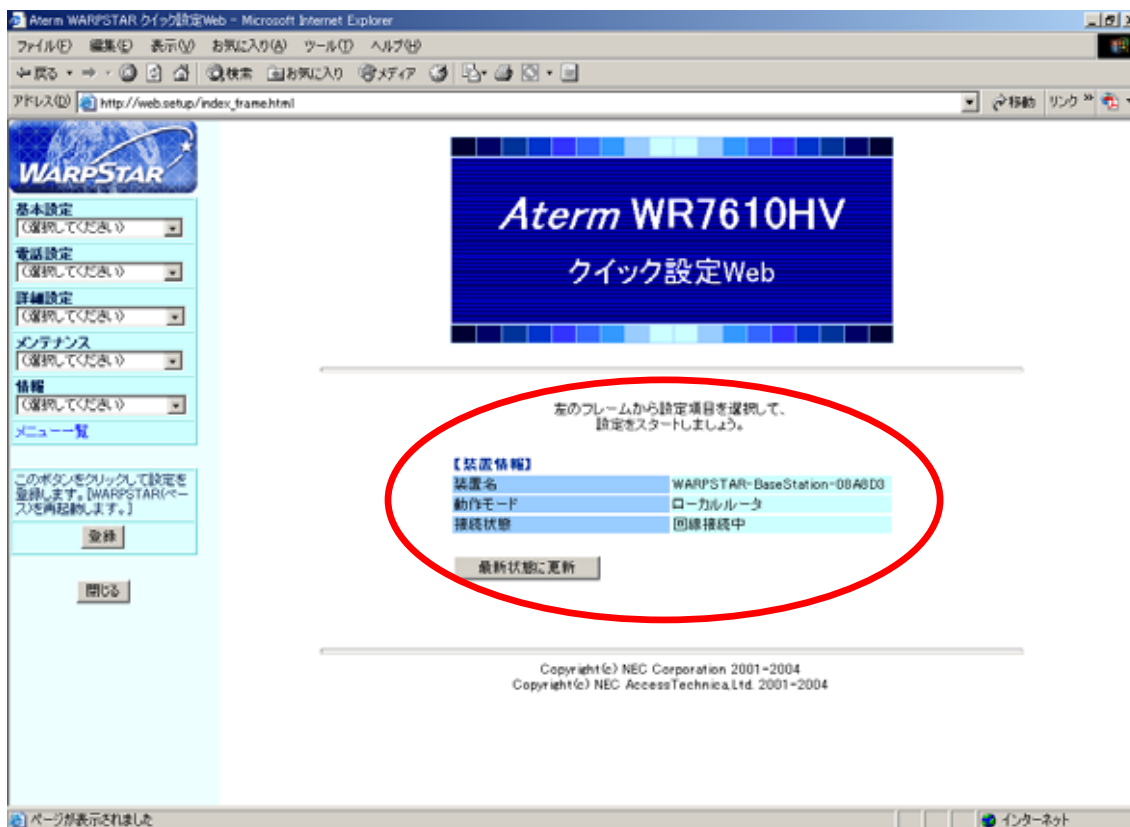 Aterm WARPSTAR クイック設定Web - Microsoft Internet Explorer
ファイル(F) 編集(E) 表示(V) お気に入り(A) ツール(T) ヘルプ(H)
戻る 検索 お気に入り メディア
アドレス(D) http://web.setup/index_frame.html 移動 リンク
WARPSTAR
基本設定
(選択してください)
電話設定
(選択してください)
詳細設定
(選択してください)
メンテナンス
(選択してください)
情報
(選択してください)
メニュー一覧
このボタンをクリックして設定を
登録します。[WARPSTAR(ベー
ス)を再起動します。]
登録
閉じる
Aterm WR7610HV
クイック設定Web
左のフレームから設定項目を選択して、
設定をスタートしましょう。
【装置情報】
装置名 WARPSTAR-BaseStation-08A8D3
動作モード ローカルルータ
接続状態 回線接続中
最新状態に更新
Copyright(c) NEC Corporation 2001-2004
Copyright(c) NEC AccessTechnica,Ltd. 2001-2004
ページが表示されました インターネット